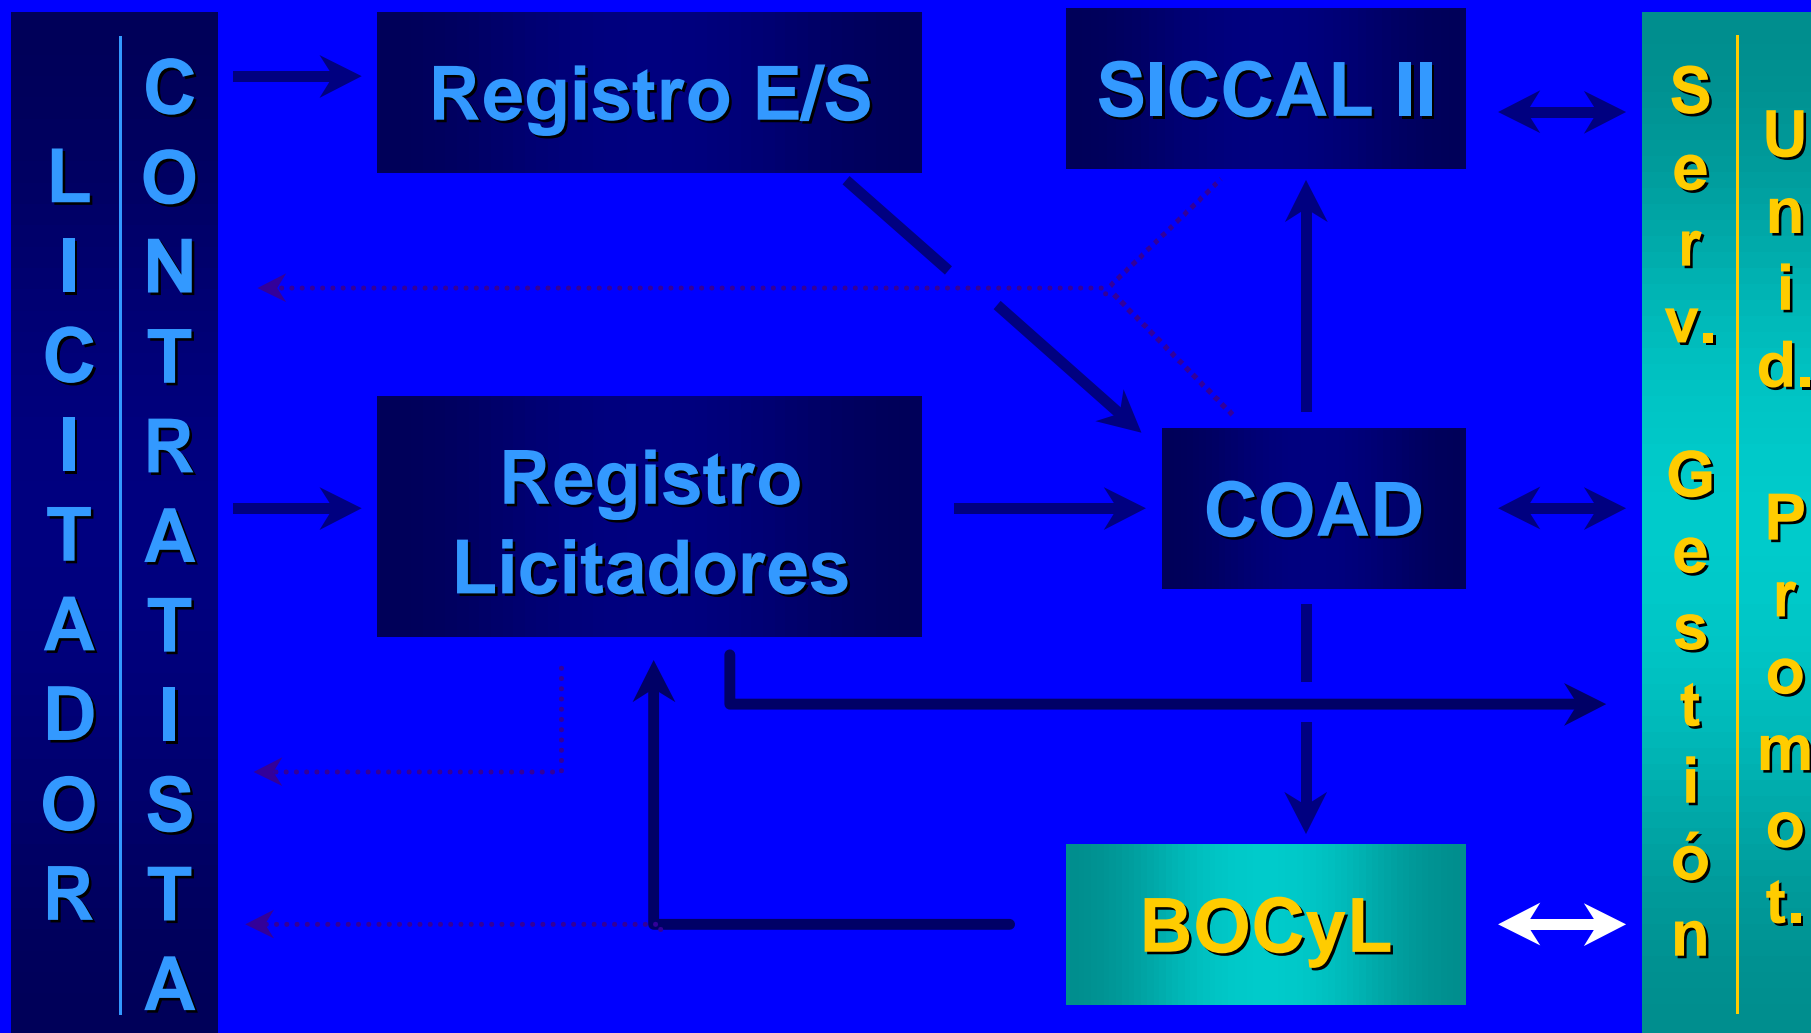 LICITADOR
CONTRATISTA
Registro E/S
SICCAL II
Registro
Licitadores
COAD
BOCyL
Serv. Gestión
Unid. Promot.